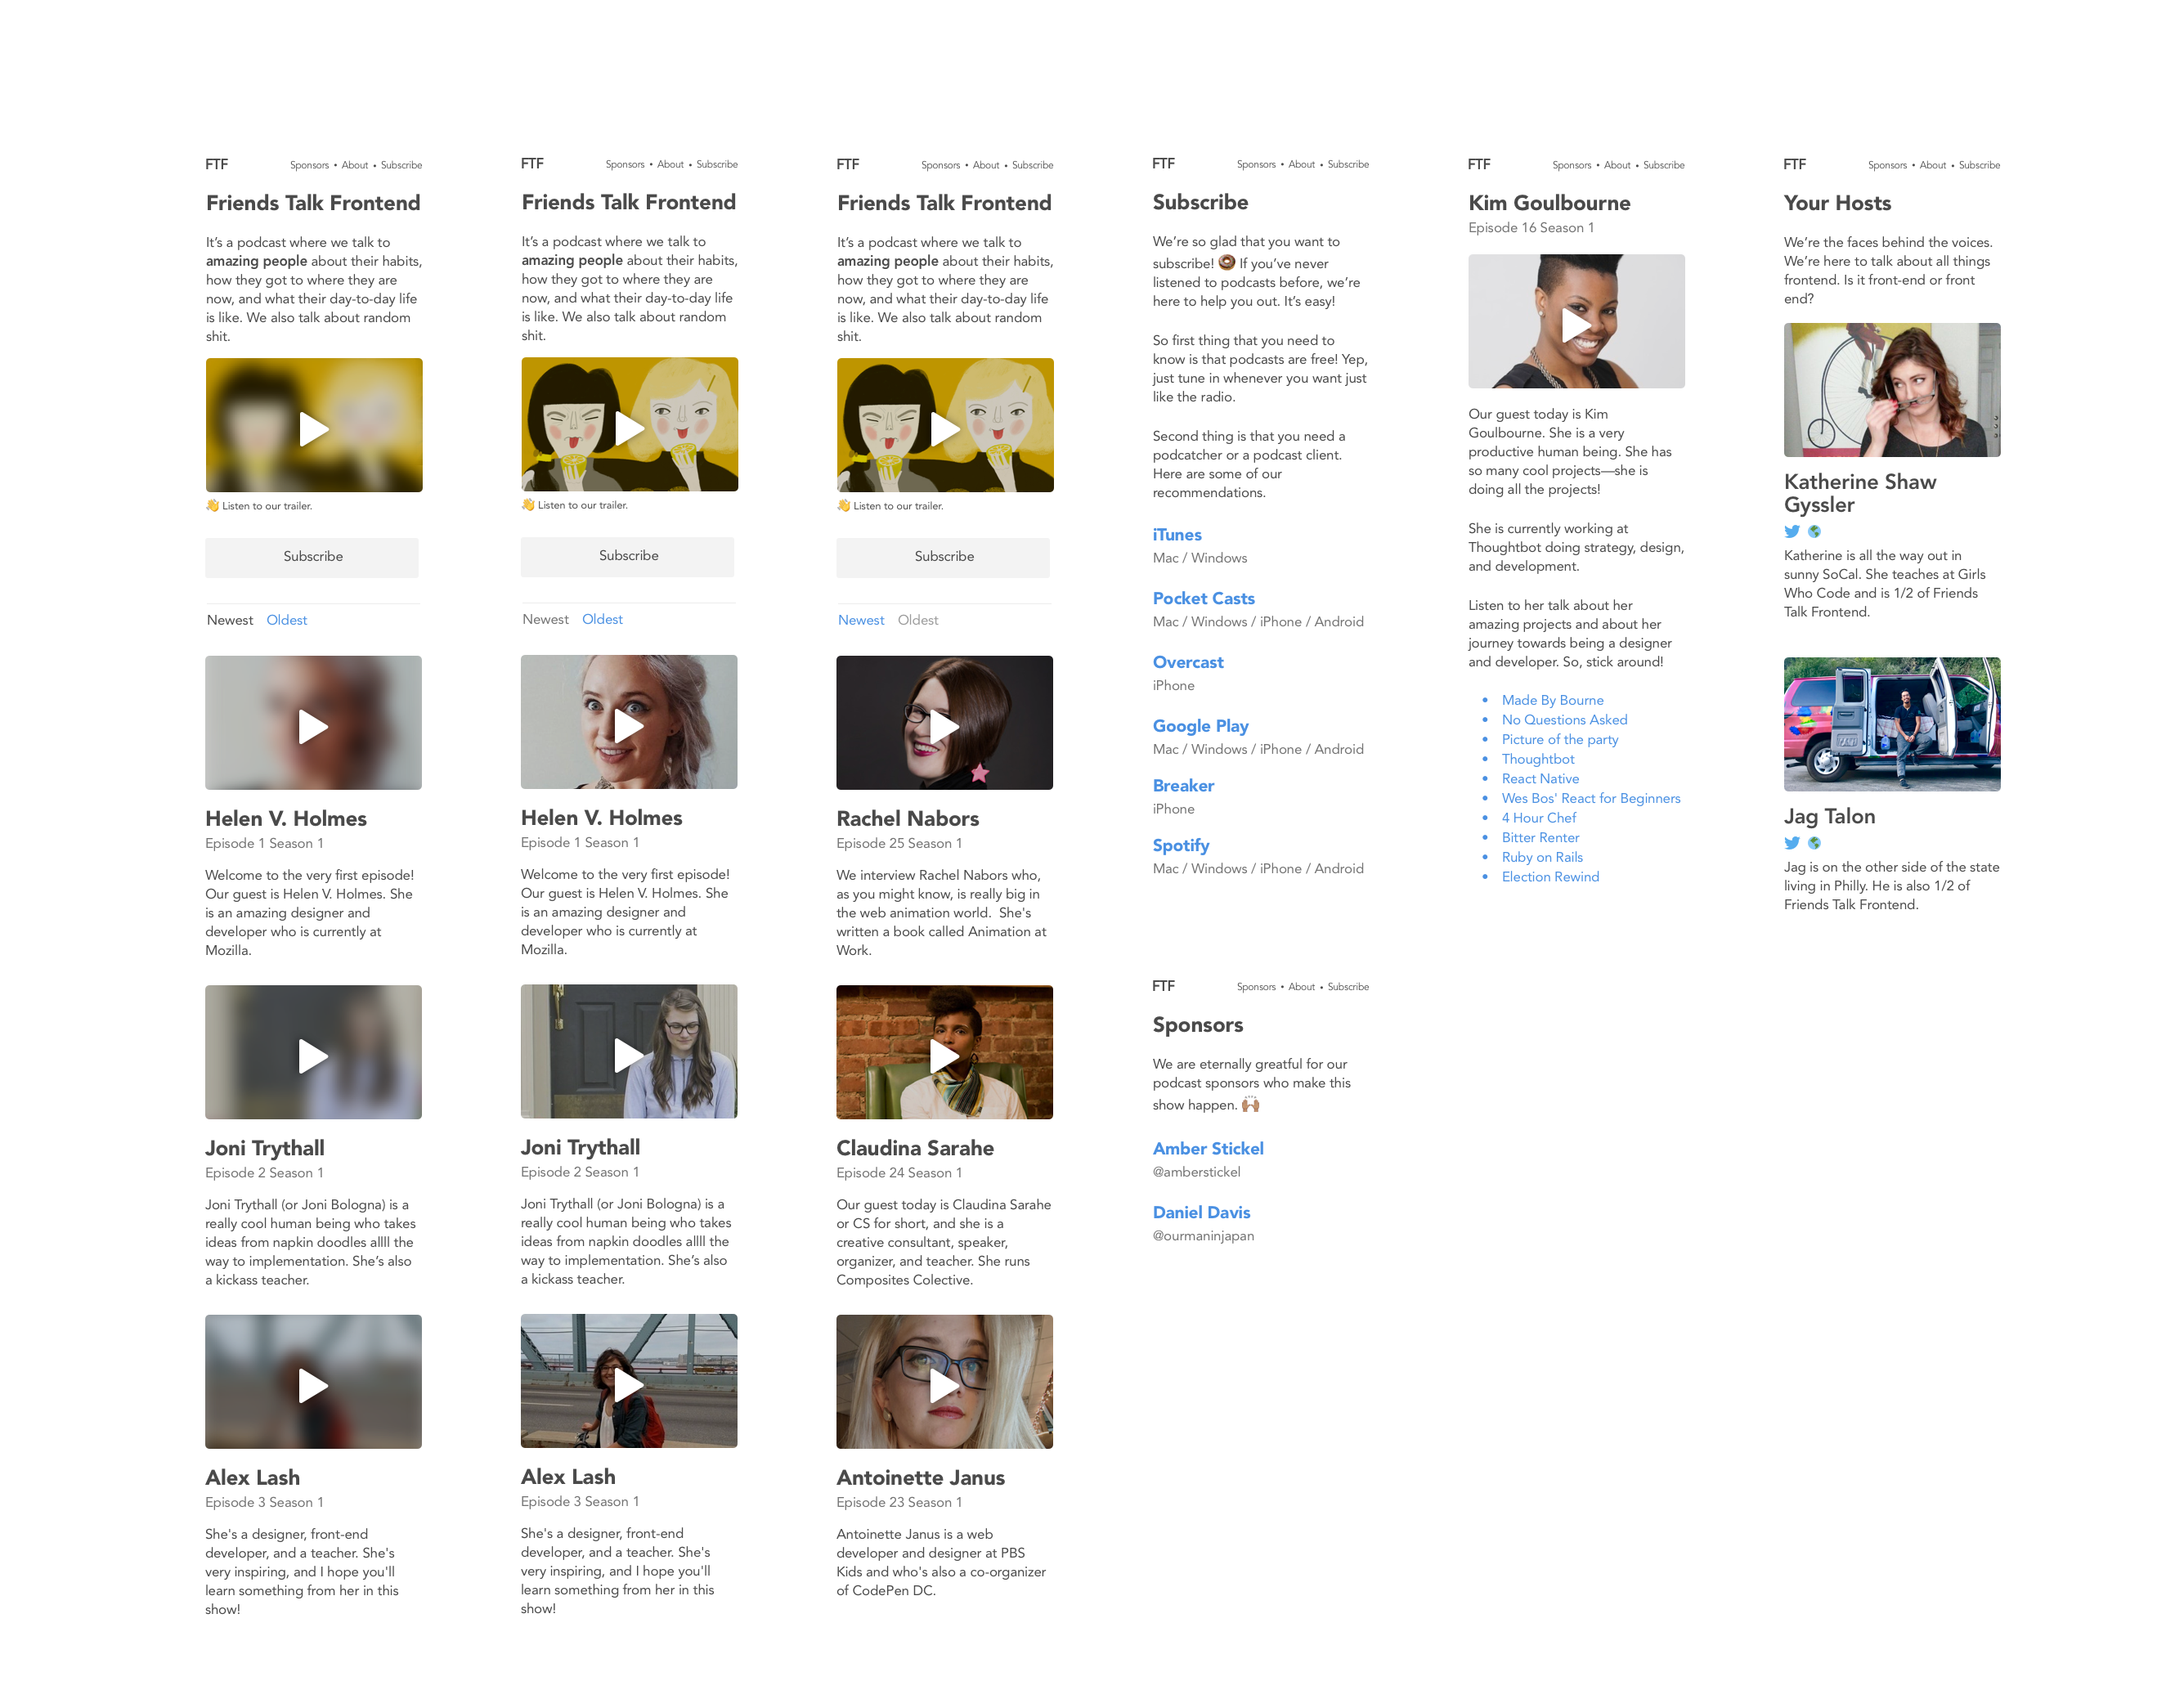 FTF
Sponsors • About • Subscribe
Friends Talk Frontend
It’s a podcast where we talk to
amazing people about their habits,
how they got to where they are
now, and what their day-to-day life
is like. We also talk about random
shit.
👋 Listen to our trailer.
Subscribe
Newest Oldest
Helen V. Holmes
Episode 1 Season 1
Welcome to the very first episode!
Our guest is Helen V. Holmes. She
is an amazing designer and
developer who is currently at
Mozilla.
Joni Trythall
Episode 2 Season 1
Joni Trythall (or Joni Bologna) is a
really cool human being who takes
ideas from napkin doodles allll the
way to implementation. She’s also
a kickass teacher.
Alex Lash
Episode 3 Season 1
She's a designer, front-end
developer, and a teacher. She's
very inspiring, and I hope you'll
learn something from her in this
show!
FTF
Sponsors • About • Subscribe
Friends Talk Frontend
It’s a podcast where we talk to
amazing people about their habits,
how they got to where they are
now, and what their day-to-day life
is like. We also talk about random
shit.
👋 Listen to our trailer.
Subscribe
Newest Oldest
Helen V. Holmes
Episode 1 Season 1
Welcome to the very first episode!
Our guest is Helen V. Holmes. She
is an amazing designer and
developer who is currently at
Mozilla.
Joni Trythall
Episode 2 Season 1
Joni Trythall (or Joni Bologna) is a
really cool human being who takes
ideas from napkin doodles allll the
way to implementation. She’s also
a kickass teacher.
Alex Lash
Episode 3 Season 1
She's a designer, front-end
developer, and a teacher. She's
very inspiring, and I hope you'll
learn something from her in this
show!
FTF
Sponsors • About • Subscribe
Friends Talk Frontend
It’s a podcast where we talk to
amazing people about their habits,
how they got to where they are
now, and what their day-to-day life
is like. We also talk about random
shit.
👋 Listen to our trailer.
Subscribe
Newest Oldest
Rachel Nabors
Episode 25 Season 1
We interview Rachel Nabors who,
as you might know, is really big in
the web animation world.  She's
written a book called Animation at
Work.
Claudina Sarahe
Episode 24 Season 1
Our guest today is Claudina Sarahe
or CS for short, and she is a
creative consultant, speaker,
organizer, and teacher. She runs
Composites Colective.
Antoinette Janus
Episode 23 Season 1
Antoinette Janus is a web
developer and designer at PBS
Kids and who's also a co-organizer
of CodePen DC.
FTF
Sponsors • About • Subscribe
Subscribe
We’re so glad that you want to
subscribe! 🍩 If you’ve never
listened to podcasts before, we’re
here to help you out. It’s easy!
So first thing that you need to
know is that podcasts are free! Yep,
just tune in whenever you want just
like the radio.
Second thing is that you need a
podcatcher or a podcast client.
Here are some of our
recommendations.
iTunes
Mac / Windows
Pocket Casts
Mac / Windows / iPhone / Android
Overcast
iPhone
Google Play
Mac / Windows / iPhone / Android
Breaker
iPhone
Spotify
Mac / Windows / iPhone / Android
FTF
Sponsors • About • Subscribe
Sponsors
We are eternally greatful for our
podcast sponsors who make this
show happen. 🙌🏽
Amber Stickel
@amberstickel
Daniel Davis
@ourmaninjapan
FTF
Sponsors • About • Subscribe
Kim Goulbourne
Episode 16 Season 1
Our guest today is Kim
Goulbourne. She is a very
productive human being. She has
so many cool projects—she is
doing all the projects!
She is currently working at
Thoughtbot doing strategy, design,
and development.
Listen to her talk about her
amazing projects and about her
journey towards being a designer
and developer. So, stick around!
• Made By Bourne
• No Questions Asked
• Picture of the party
• Thoughtbot
• React Native
• Wes Bos' React for Beginners
• 4 Hour Chef
• Bitter Renter
• Ruby on Rails
• Election Rewind
FTF
Sponsors • About • Subscribe
Your Hosts
We’re the faces behind the voices.
We’re here to talk about all things
frontend. Is it front-end or front
end?
Katherine Shaw
Gyssler
Katherine is all the way out in
sunny SoCal. She teaches at Girls
Who Code and is 1/2 of Friends
Talk Frontend.
Jag Talon
Jag is on the other side of the state
living in Philly. He is also 1/2 of
Friends Talk Frontend.